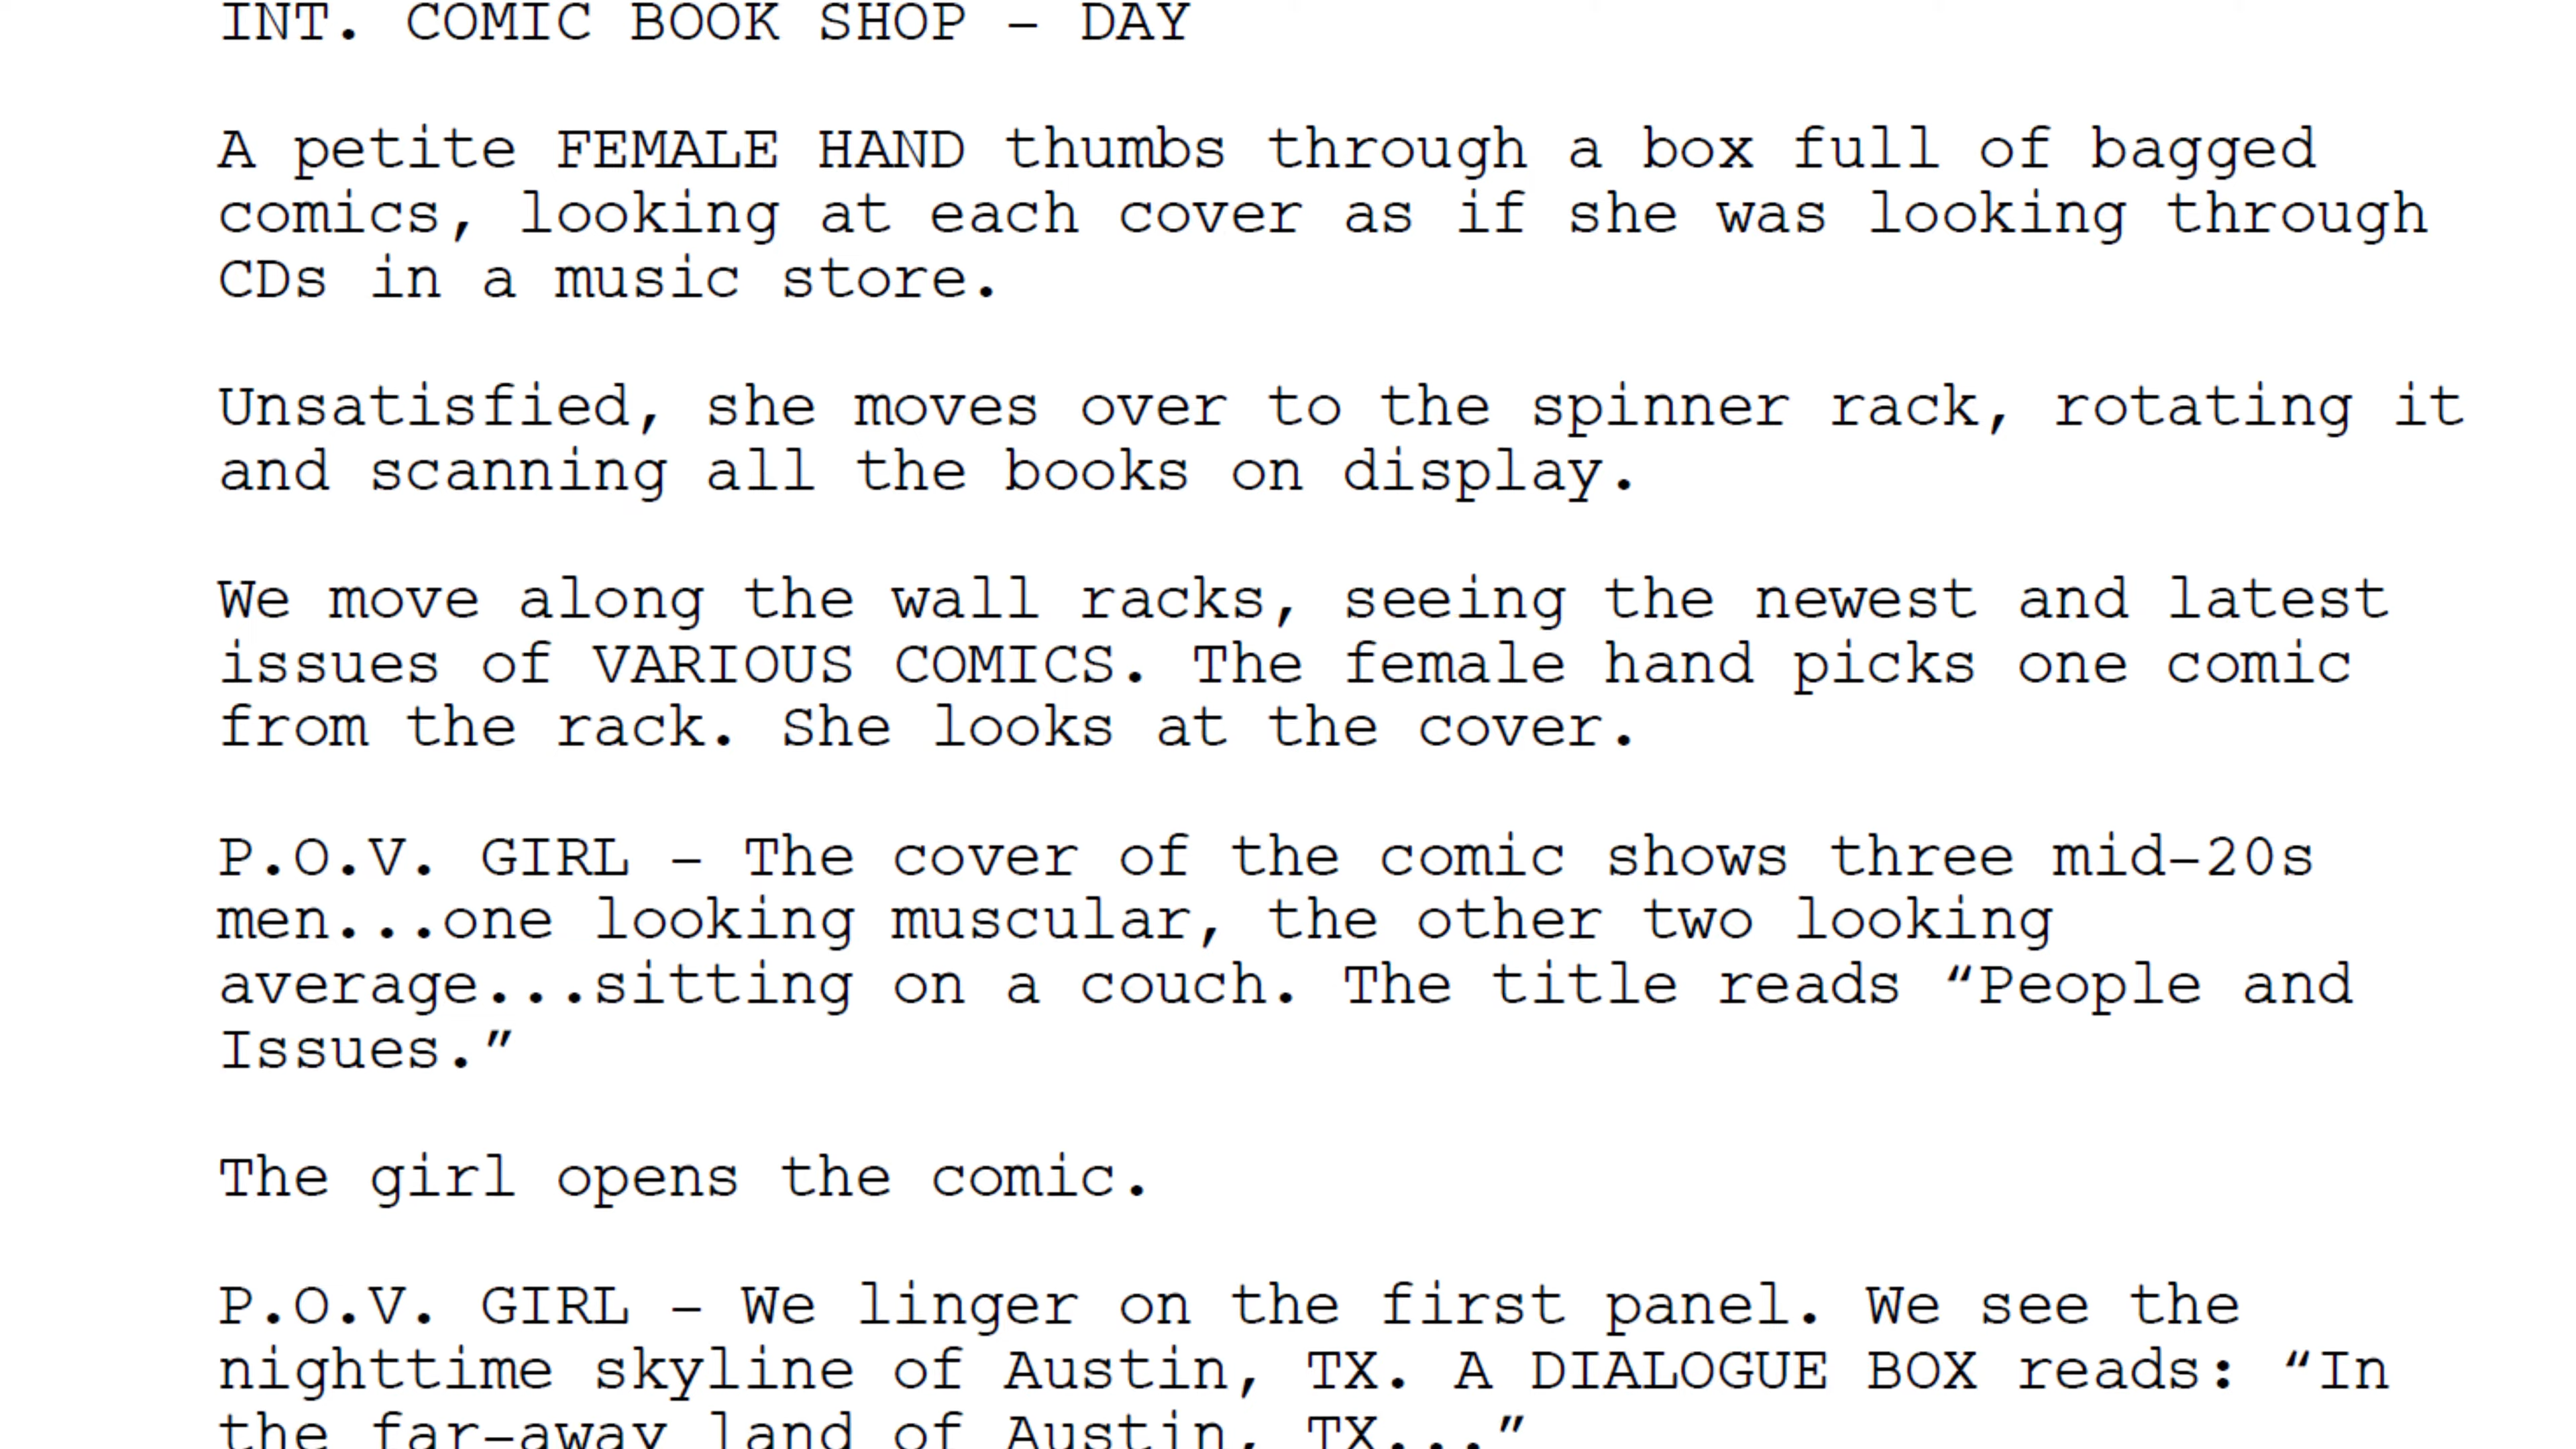 INT. COMIC BOOK SHOP – DAY
A petite FEMALE HAND thumbs through a box full of bagged
comics, looking at each cover as if she was looking through
CDs in a music store.
Unsatisfied, she moves over to the spinner rack, rotating it
and scanning all the books on display.
We move along the wall racks, seeing the newest and latest
issues of VARIOUS COMICS. The female hand picks one comic
from the rack. She looks at the cover.
P.O.V. GIRL – The cover of the comic shows three mid-20s
men...one looking muscular, the other two looking
average...sitting on a couch. The title reads “People and
Issues.”
The girl opens the comic.
P.O.V. GIRL – We linger on the first panel. We see the
nighttime skyline of Austin, TX. A DIALOGUE BOX reads: “In
the far-away land of Austin, TX...”